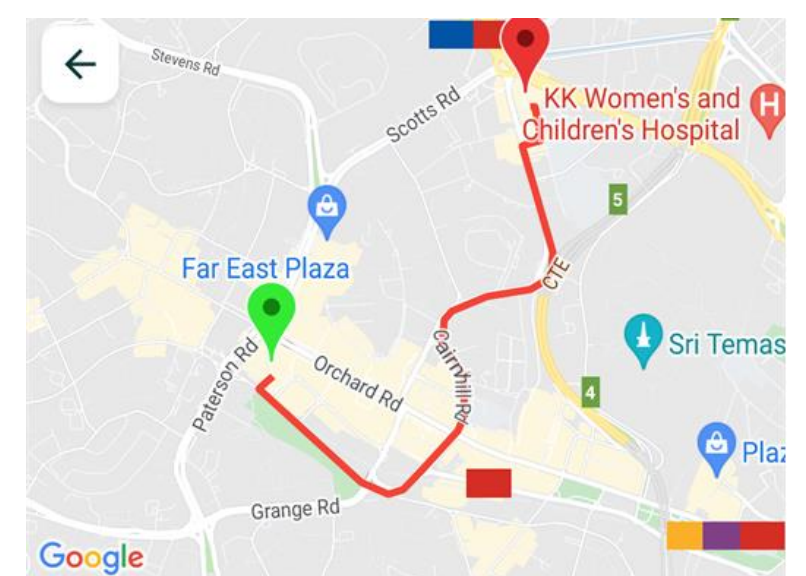 Stevens Rd
Scotts Rd
KK Women's and
Children's Hospital
H
5
Far East Plaza
CTE
Sri Temas
Cairnhill Rd
Paterson Rd
Orchard Rd
4
Plaz
Grange Rd
Google